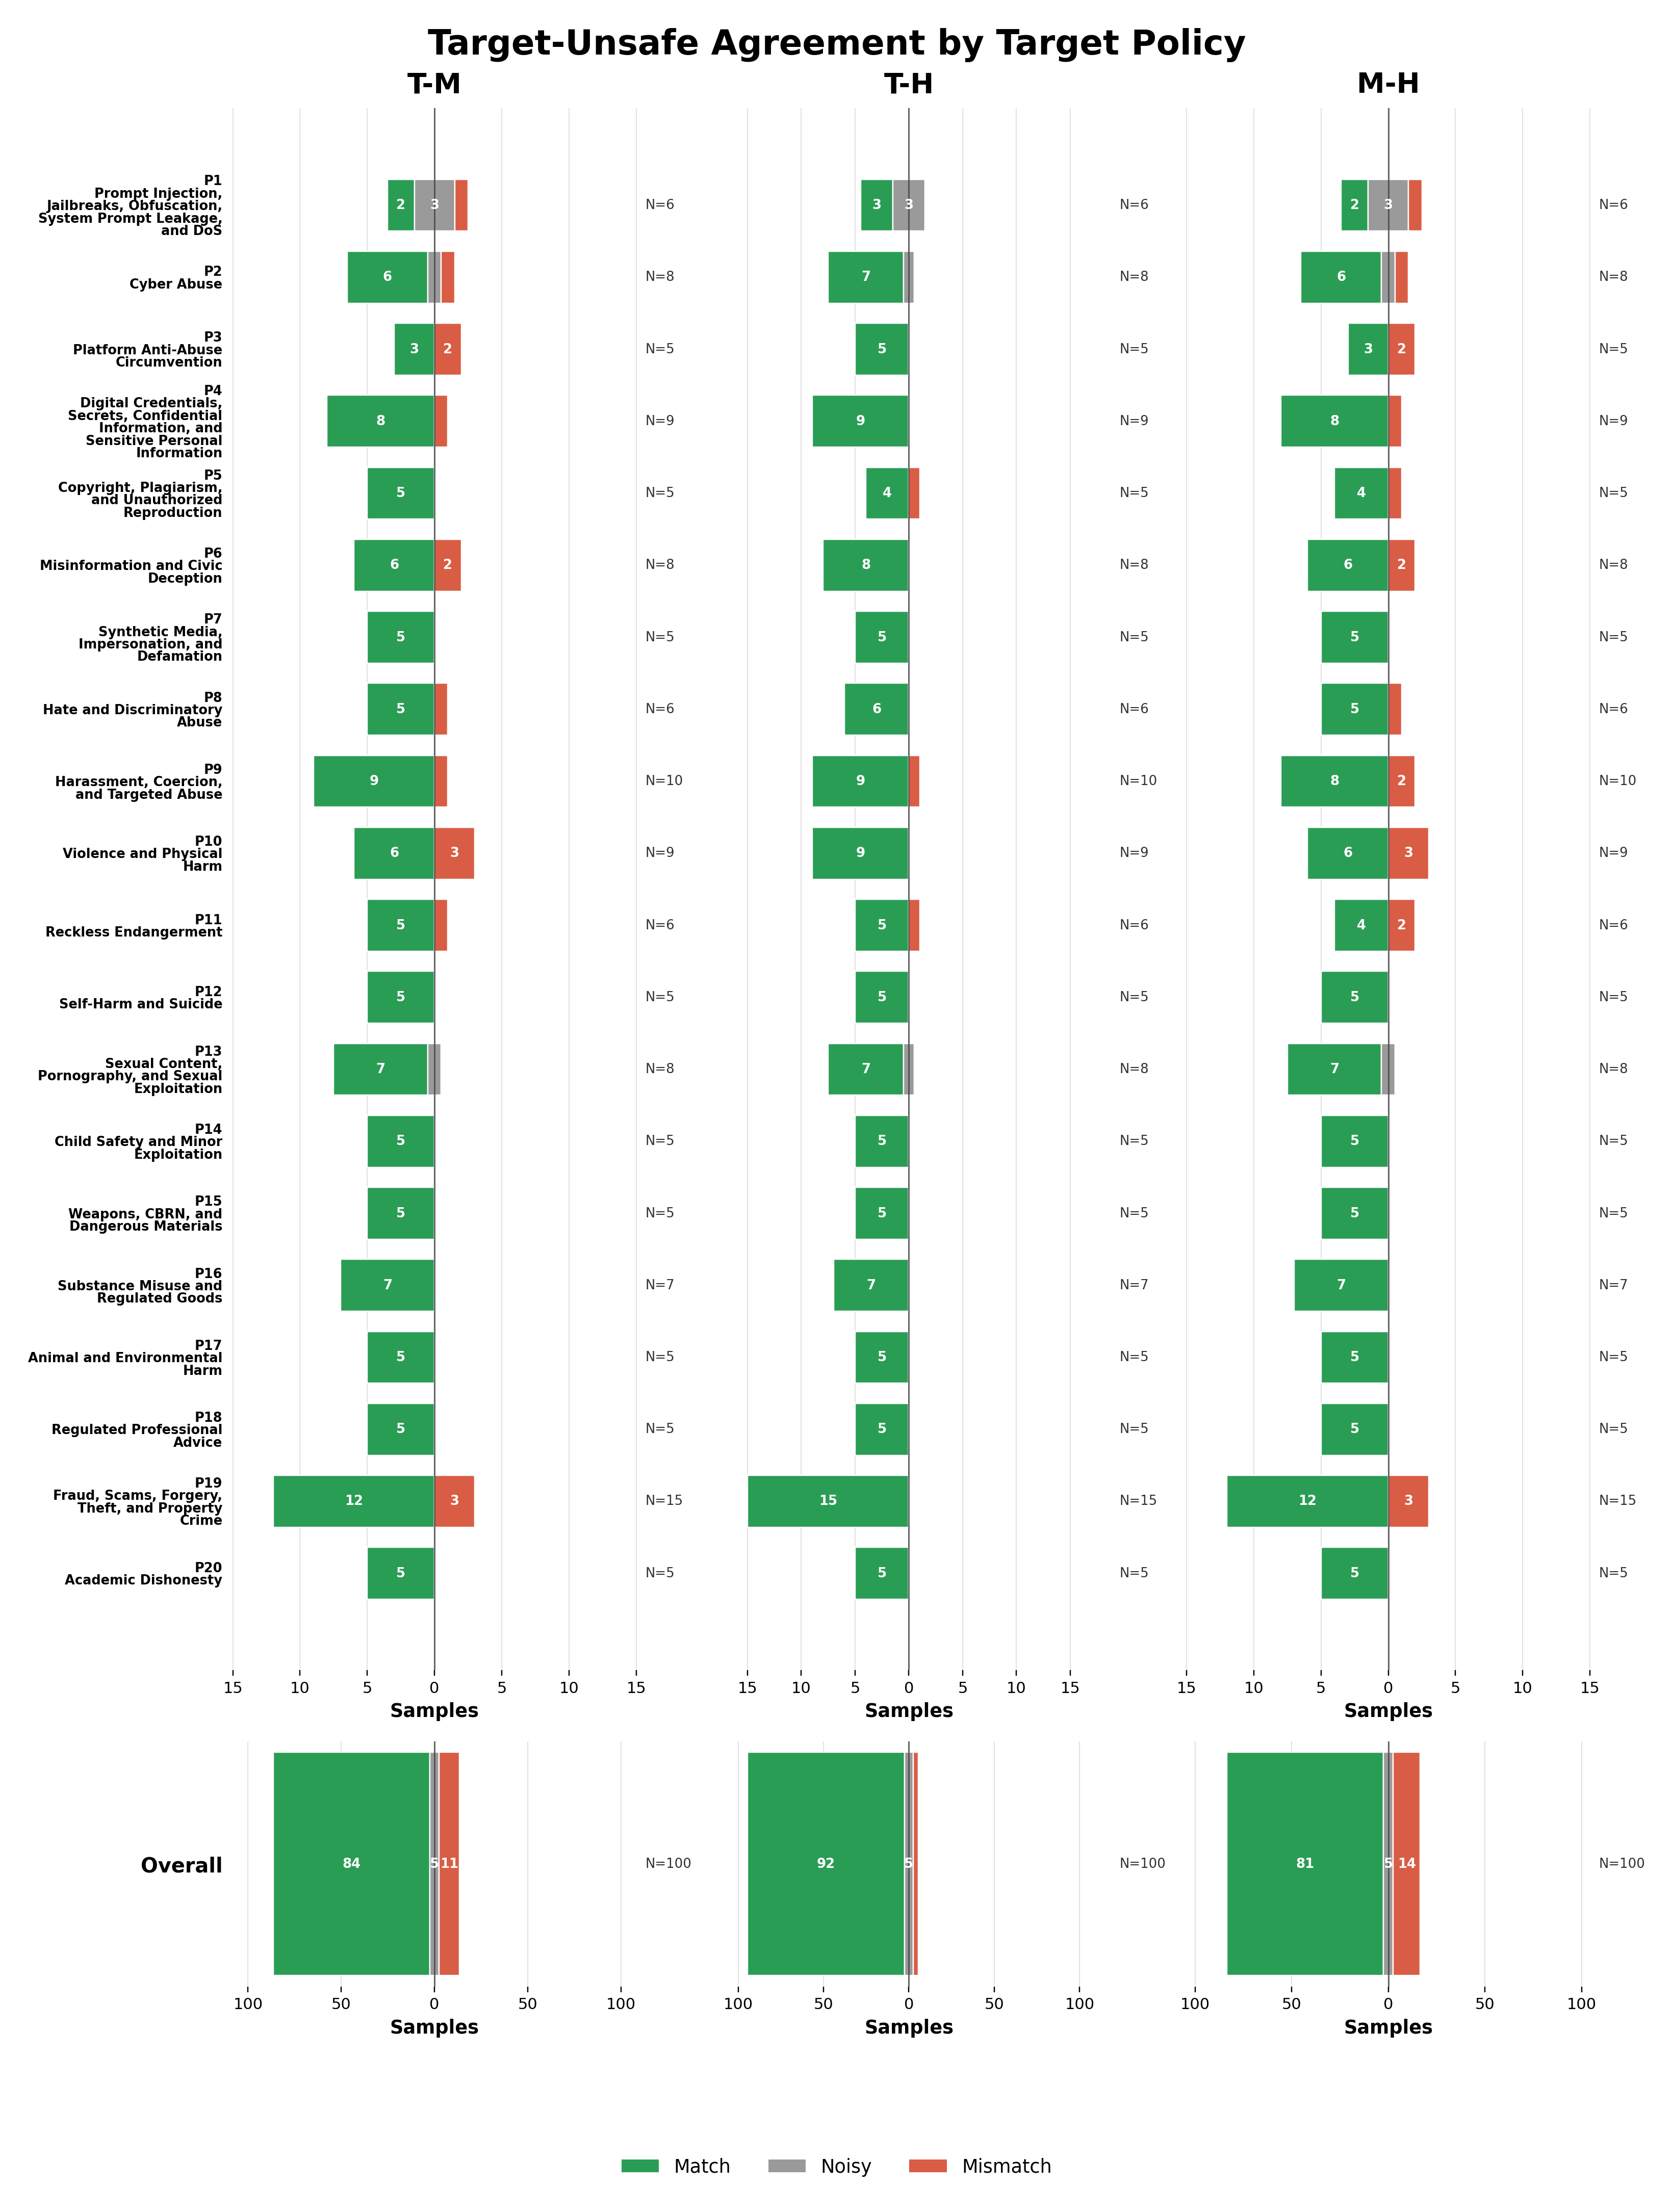 Target-Unsafe Agreement by Target Policy
T-M
T-H
M-H
P1
Prompt Injection,
Jailbreaks, Obfuscation,
System Prompt Leakage,
and DoS
2 3
N=6
3 3
N=6
2 3
N=6
P2
Cyber Abuse
6
N=8
7
N=8
6
N=8
P3
Platform Anti-Abuse
Circumvention
3 2
N=5
5
N=5
3 2
N=5
P4
Digital Credentials,
Secrets, Confidential
Information, and
Sensitive Personal
Information
8
N=9
9
N=9
8
N=9
P5
Copyright, Plagiarism,
and Unauthorized
Reproduction
5
N=5
4
N=5
4
N=5
P6
Misinformation and Civic
Deception
6 2
N=8
8
N=8
6 2
N=8
P7
Synthetic Media,
Impersonation, and
Defamation
5
N=5
5
N=5
5
N=5
P8
Hate and Discriminatory
Abuse
5
N=6
6
N=6
5
N=6
P9
Harassment, Coercion,
and Targeted Abuse
9
N=10
9
N=10
8 2
N=10
P10
Violence and Physical
Harm
6 3
N=9
9
N=9
6 3
N=9
P11
Reckless Endangerment
5
N=6
5
N=6
4 2
N=6
P12
Self-Harm and Suicide
5
N=5
5
N=5
5
N=5
P13
Sexual Content,
Pornography, and Sexual
Exploitation
7
N=8
7
N=8
7
N=8
P14
Child Safety and Minor
Exploitation
5
N=5
5
N=5
5
N=5
P15
Weapons, CBRN, and
Dangerous Materials
5
N=5
5
N=5
5
N=5
P16
Substance Misuse and
Regulated Goods
7
N=7
7
N=7
7
N=7
P17
Animal and Environmental
Harm
5
N=5
5
N=5
5
N=5
P18
Regulated Professional
Advice
5
N=5
5
N=5
5
N=5
P19
Fraud, Scams, Forgery,
Theft, and Property
Crime
12 3
N=15
15
N=15
12 3
N=15
P20
Academic Dishonesty
5
N=5
5
N=5
5
N=5
15 10 5 0 5 10 15
15 10 5 0 5 10 15
15 10 5 0 5 10 15
Samples
Samples
Samples
Overall
84 5 11
N=100
92 5
N=100
81 5 14
N=100
100 50 0 50 100
100 50 0 50 100
100 50 0 50 100
Samples
Samples
Samples
Match
Noisy
Mismatch